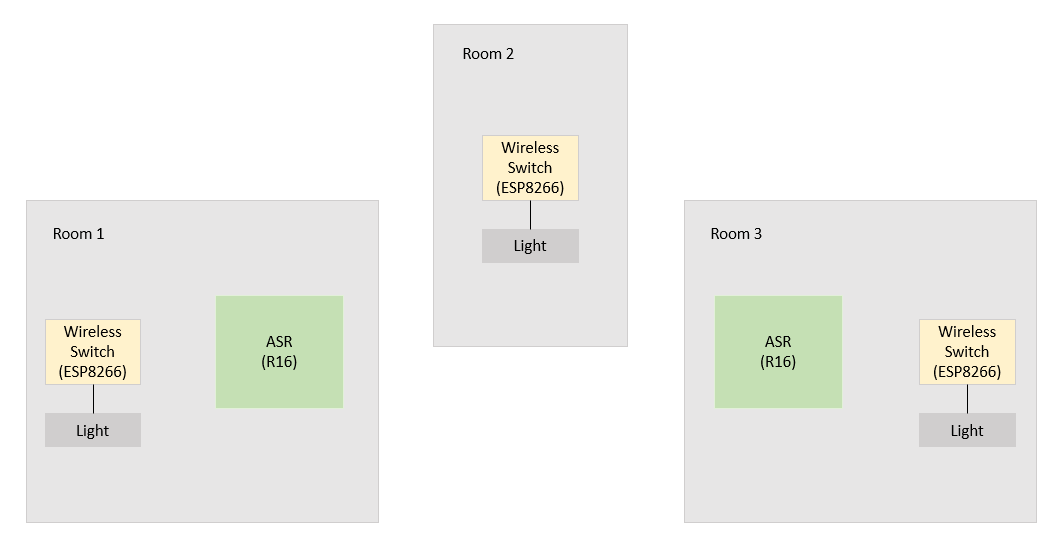 Room 2
Wireless
Switch
(ESP8266)
Light
Room 1
Wireless
Switch
(ESP8266)
Light
ASR
(R16)
Room 3
ASR
(R16)
Wireless
Switch
(ESP8266)
Light